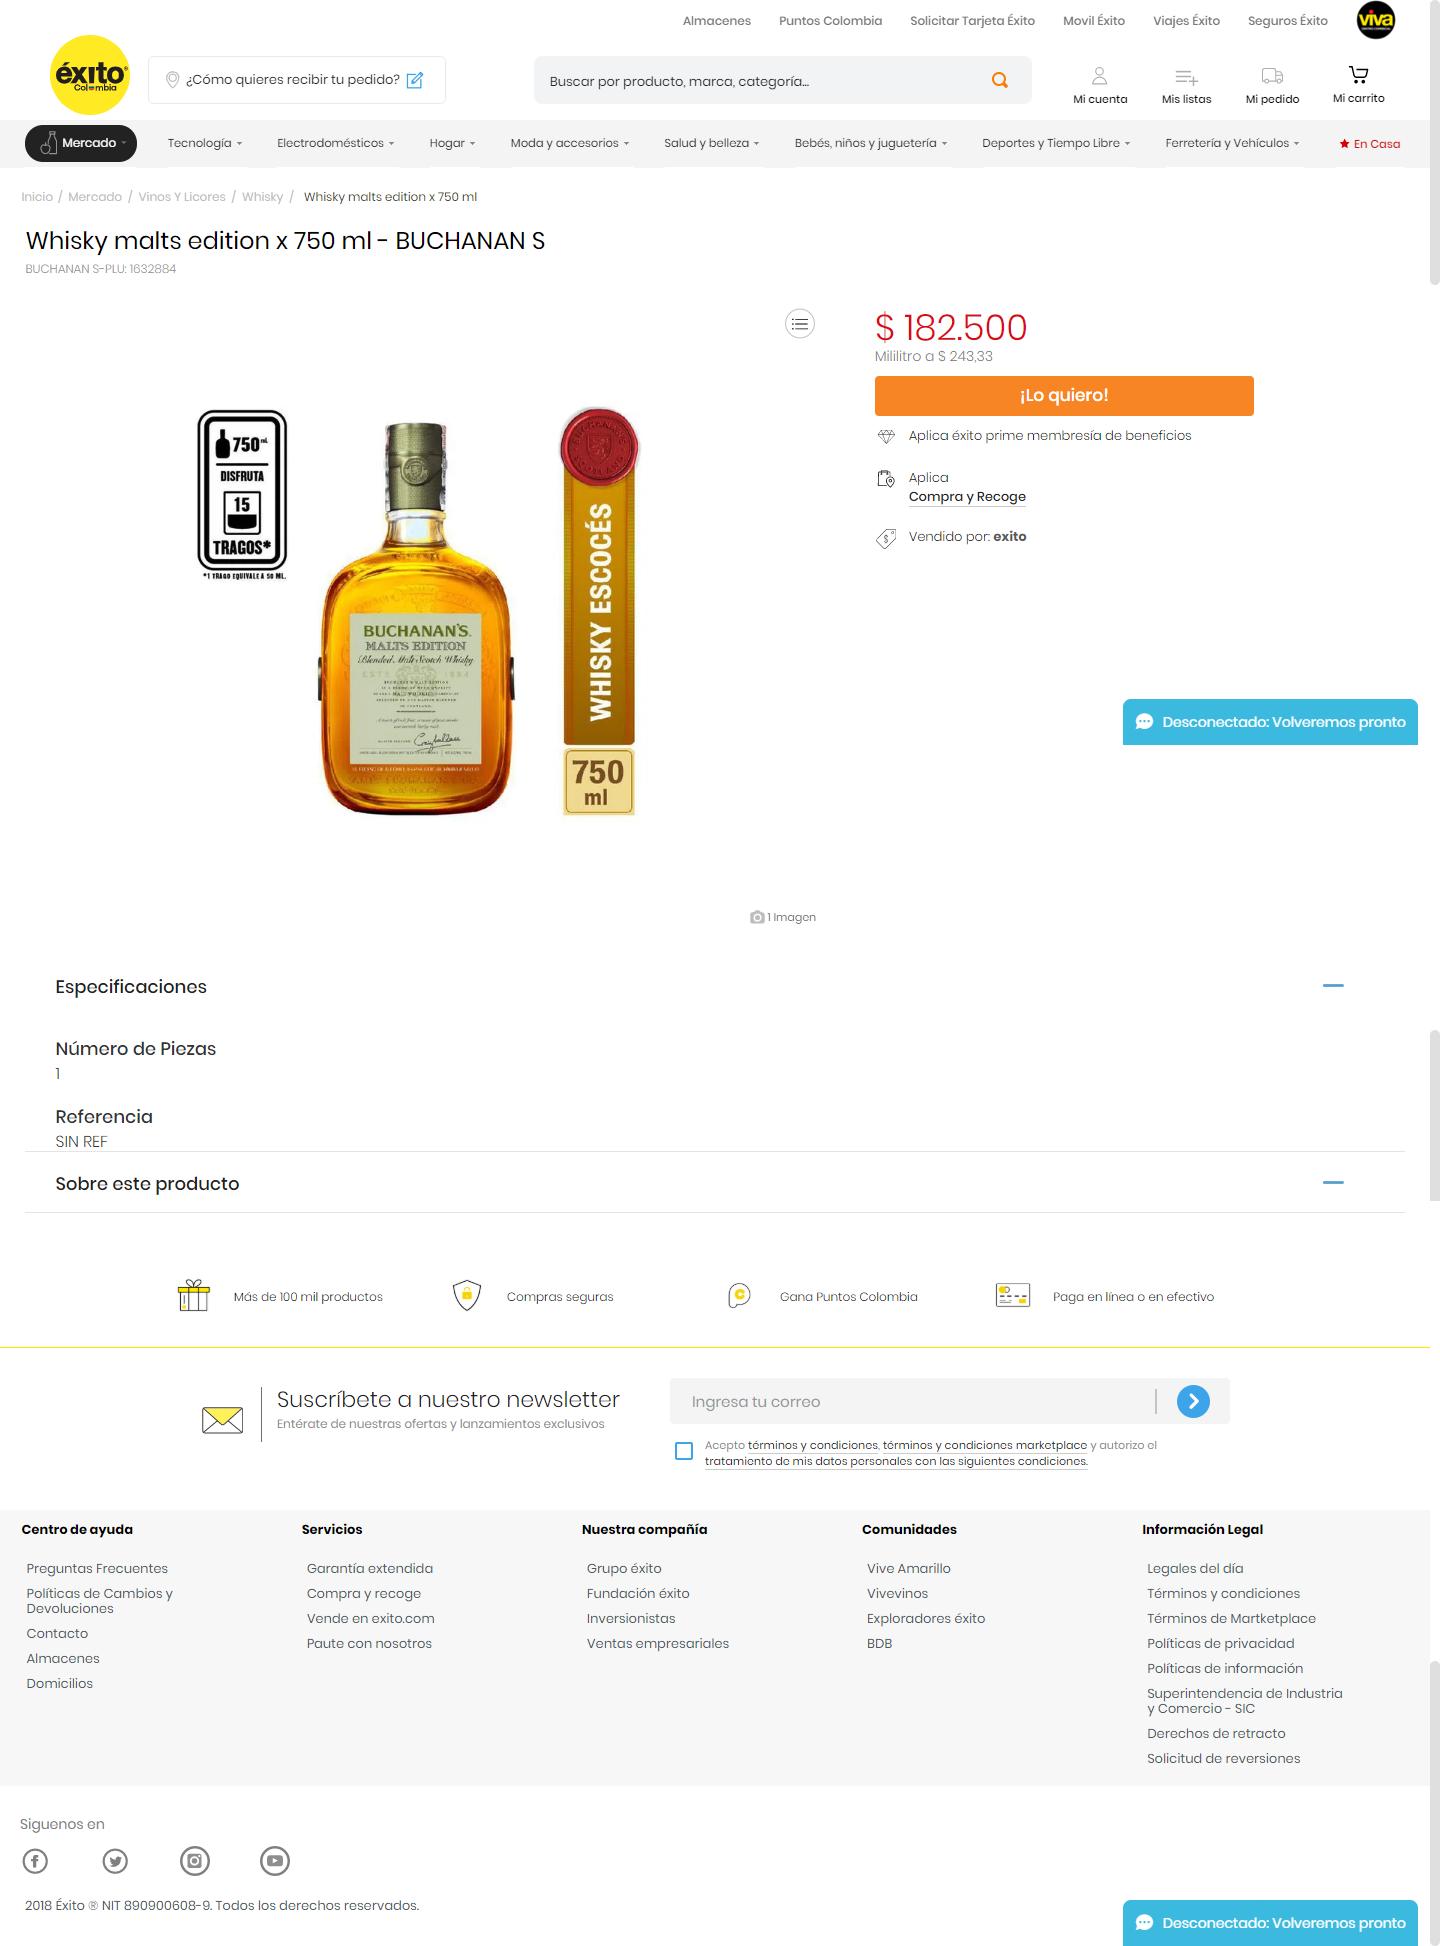 Almacenes Puntos Colombia Solicitar Tarjeta Éxito Movil Éxito Viajes Éxito Seguros Éxito viva
éxito
Colombia
¿Cómo quieres recibir tu pedido?
Buscar por producto, marca, categoría...
Mi cuenta Mis listas Mi pedido Mi carrito
Mercado Tecnología Electrodomésticos Hogar Moda y accesorios Salud y belleza Bebés, niños y juguetería Deportes y Tiempo Libre Ferretería y Vehículos En Casa
Inicio / Mercado / Vinos Y Licores / Whisky / Whisky malts edition x 750 ml
Whisky malts edition x 750 ml - BUCHANAN S
BUCHANAN S-PLU: 1632884
$ 182.500
Mililitro a $ 243,33
¡Lo quiero!
Aplica éxito prime membresía de beneficios
Aplica
Compra y Recoge
Vendido por: exito
750 ml
DISFRUTA
15
TRAGOS*
*1 TRAGO EQUIVALE A 50 ML.
BUCHANAN'S
MALTS EDITION
Blended Malt Scotch Whisky
WHISKY ESCOCÉS
750
ml
Desconectado: Volveremos pronto
1 Imagen
Especificaciones
Número de Piezas
1
Referencia
SIN REF
Sobre este producto
Más de 100 mil productos Compras seguras Gana Puntos Colombia Paga en línea o en efectivo
Suscríbete a nuestro newsletter
Entérate de nuestras ofertas y lanzamientos exclusivos
Ingresa tu correo
Acepto términos y condiciones, términos y condiciones marketplace y autorizo el
tratamiento de mis datos personales con las siguientes condiciones.
Centro de ayuda
Preguntas Frecuentes
Políticas de Cambios y
Devoluciones
Contacto
Almacenes
Domicilios
Servicios
Garantía extendida
Compra y recoge
Vende en exito.com
Paute con nosotros
Nuestra compañía
Grupo éxito
Fundación éxito
Inversionistas
Ventas empresariales
Comunidades
Vive Amarillo
Vivevinos
Exploradores éxito
BDB
Información Legal
Legales del día
Términos y condiciones
Términos de Martketplace
Políticas de privacidad
Políticas de información
Superintendencia de Industria
y Comercio - SIC
Derechos de retracto
Solicitud de reversiones
Siguenos en
2018 Éxito ® NIT 890900608-9. Todos los derechos reservados.
Desconectado: Volveremos pronto